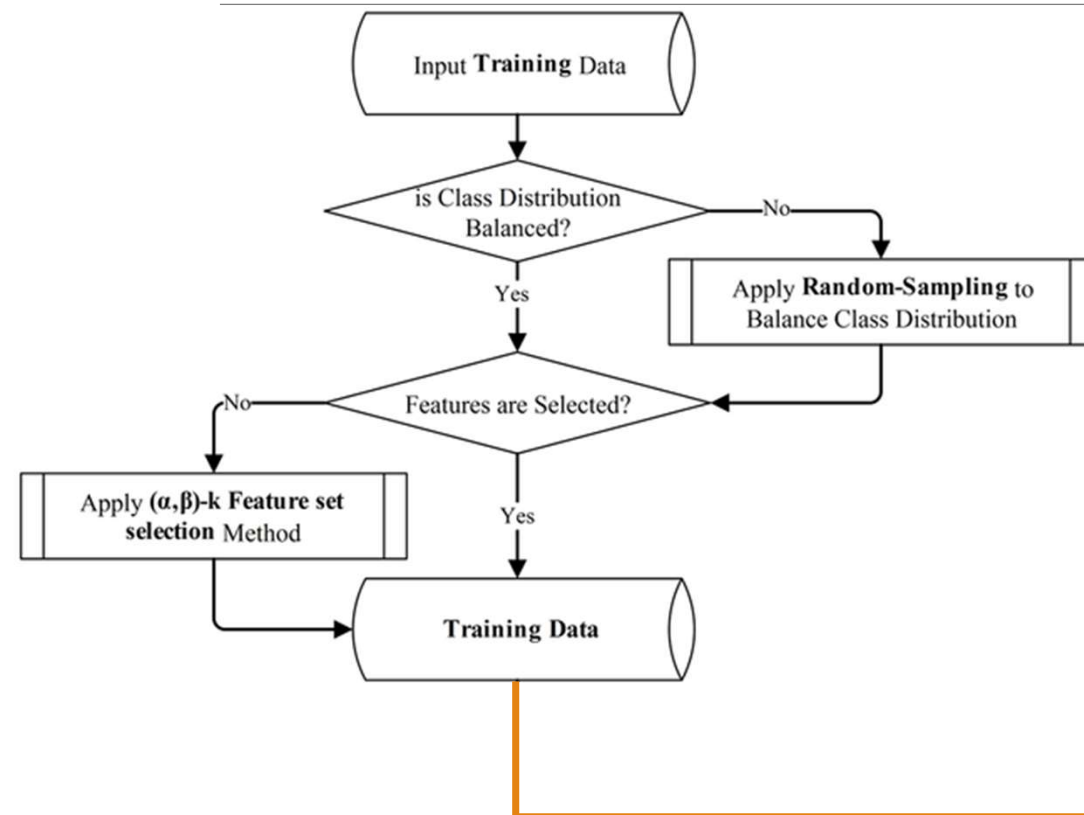 Input Training Data
is Class Distribution
Balanced?
No
Yes
Apply Random-Sampling to
Balance Class Distribution
Features are Selected?
No
Apply (α,β)-k Feature set
selection Method
Yes
Training Data